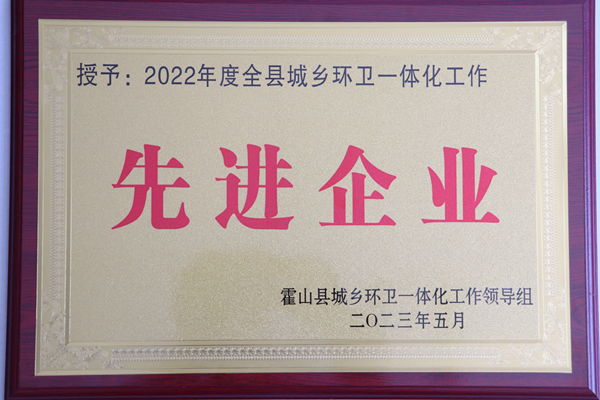 授予：2022年度全县城乡环卫一体化工作
先进企业
霍山县城乡环卫一体化工作领导组
二〇二三年五月